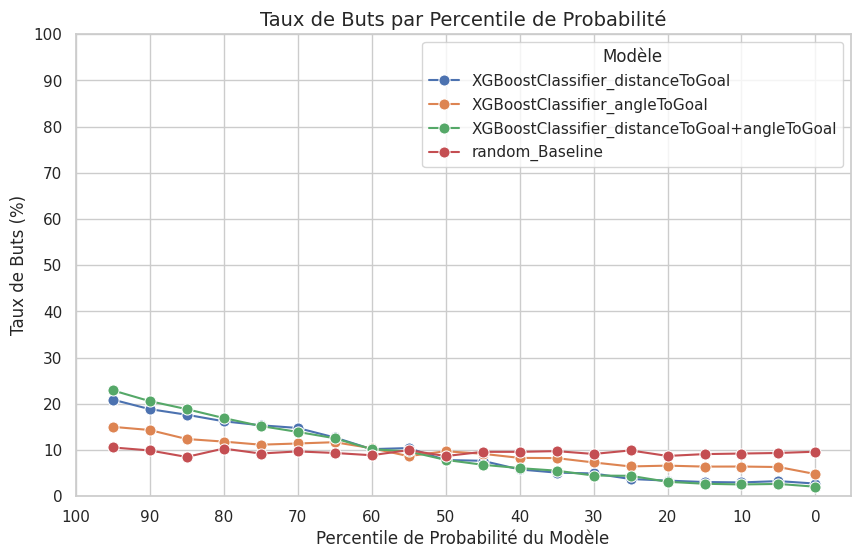 Taux de Buts par Percentile de Probabilité
Modèle
XGBoostClassifier_distanceToGoal
XGBoostClassifier_angleToGoal
XGBoostClassifier_distanceToGoal+angleToGoal
random_Baseline
Taux de Buts (%)
100
90
80
70
60
50
40
30
20
10
0
100 90 80 70 60 50 40 30 20 10 0
Percentile de Probabilité du Modèle